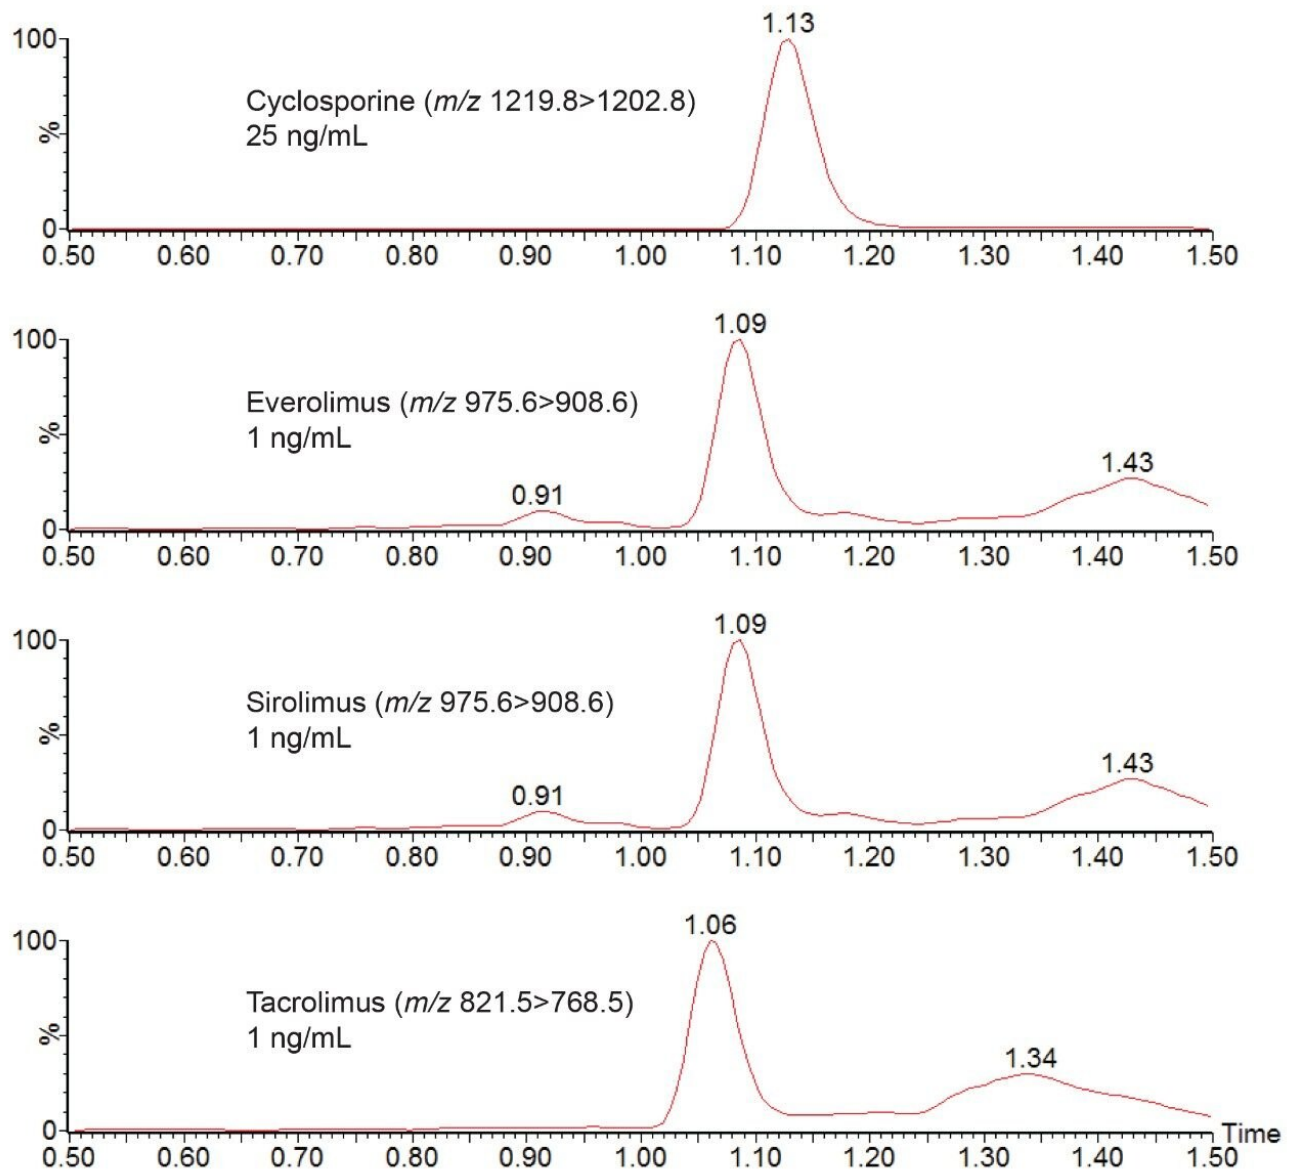 1.13
100
Cyclosporine (m/z 1219.8>1202.8)
25 ng/mL
%
0
0.50 0.60 0.70 0.80 0.90 1.00 1.10 1.20 1.30 1.40 1.50
1.09
100
Everolimus (m/z 975.6>908.6)
1 ng/mL
%
1.43
0.91
0
0.50 0.60 0.70 0.80 0.90 1.00 1.10 1.20 1.30 1.40 1.50
1.09
100
Sirolimus (m/z 975.6>908.6)
1 ng/mL
%
1.43
0.91
0
0.50 0.60 0.70 0.80 0.90 1.00 1.10 1.20 1.30 1.40 1.50
1.06
100
Tacrolimus (m/z 821.5>768.5)
1 ng/mL
%
1.34
0
Time
0.50 0.60 0.70 0.80 0.90 1.00 1.10 1.20 1.30 1.40 1.50